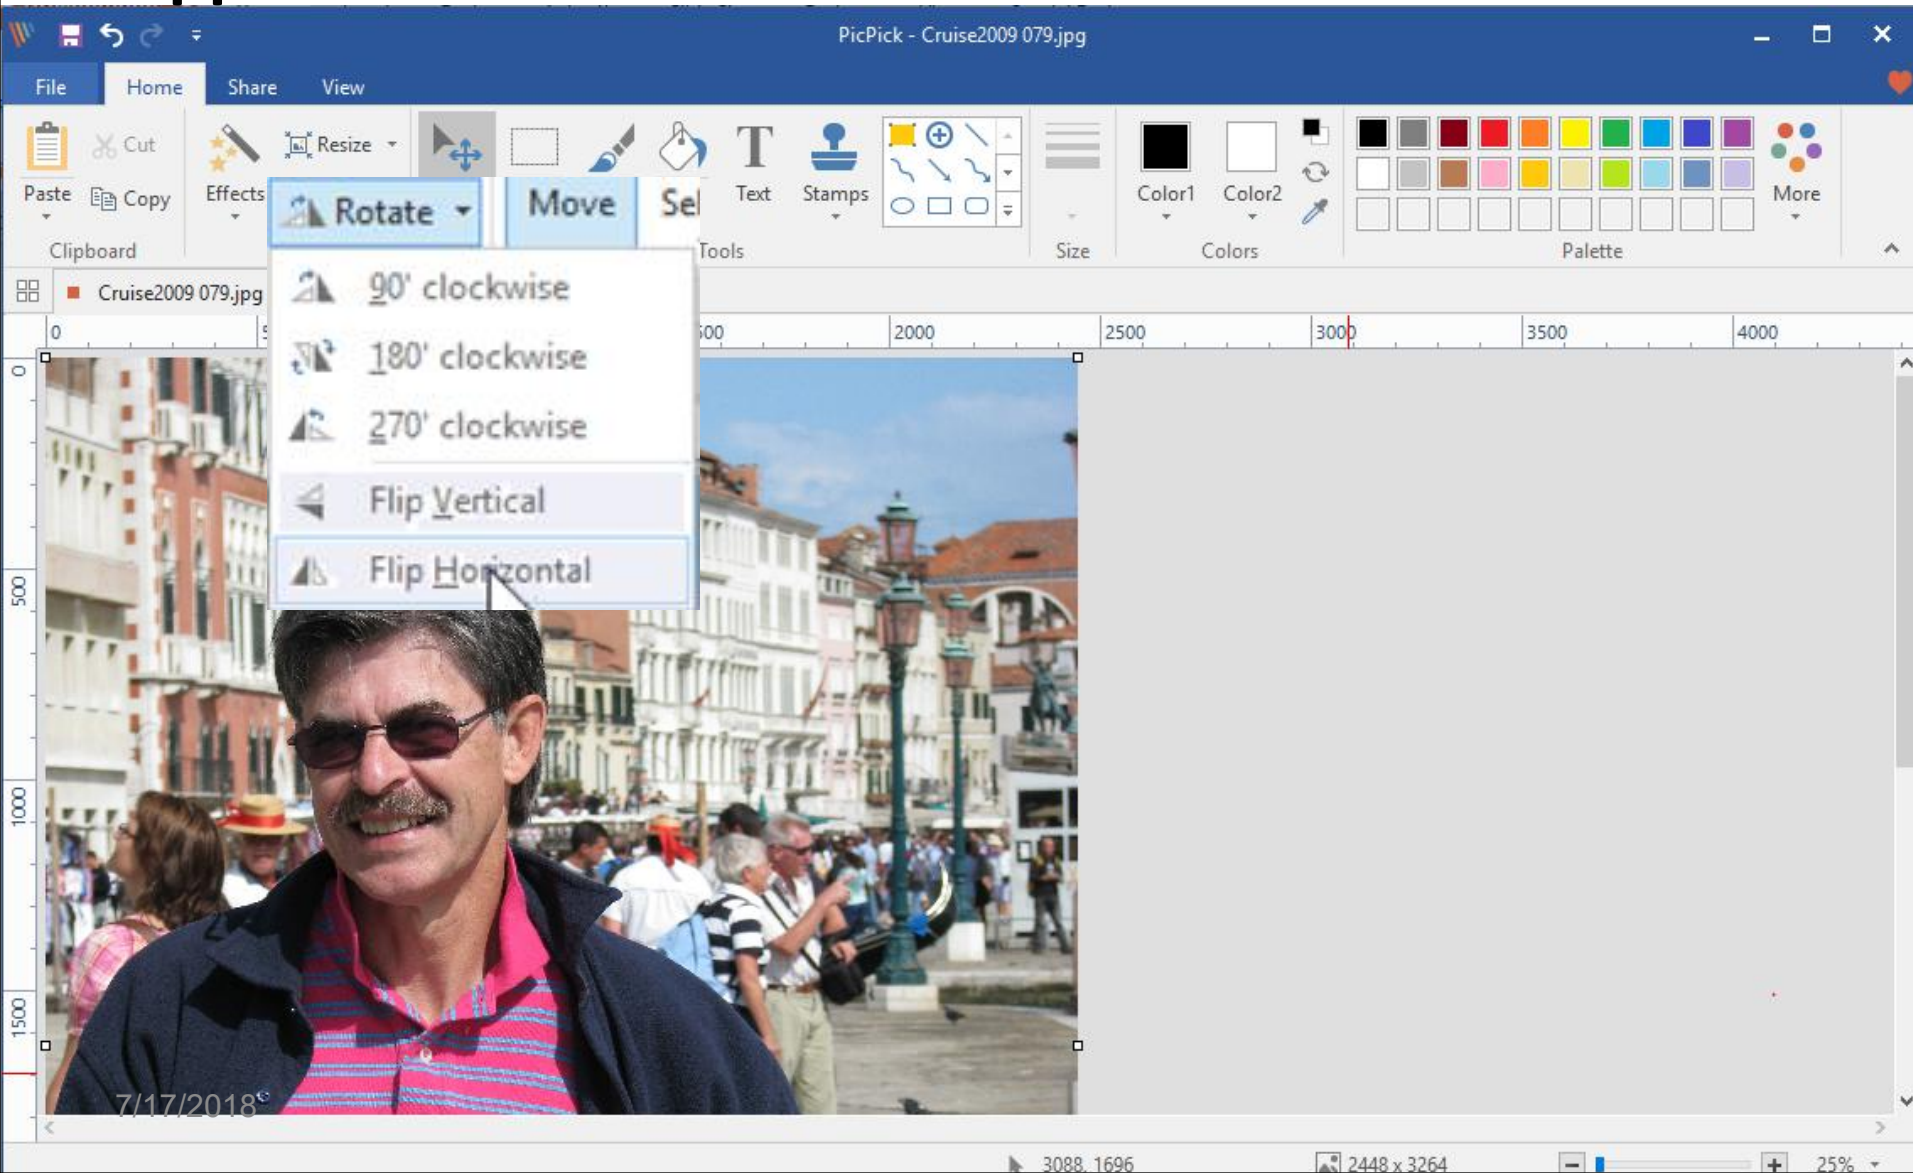 PicPick - Cruise2009 079.jpg
File Home Share View
Paste
Cut
Copy
Clipboard
Effects
Resize
Rotate
Move
Sel
Text
Stamps
Tools
Size
Color1
Color2
Colors
More
Palette
90' clockwise
180' clockwise
270' clockwise
Flip Vertical
Flip Horizontal
Cruise2009 079.jpg
0 2000 2500 3000 3500 4000
0
500
1000
1500
7/17/2018
3088, 1696
2448 x 3264
25%